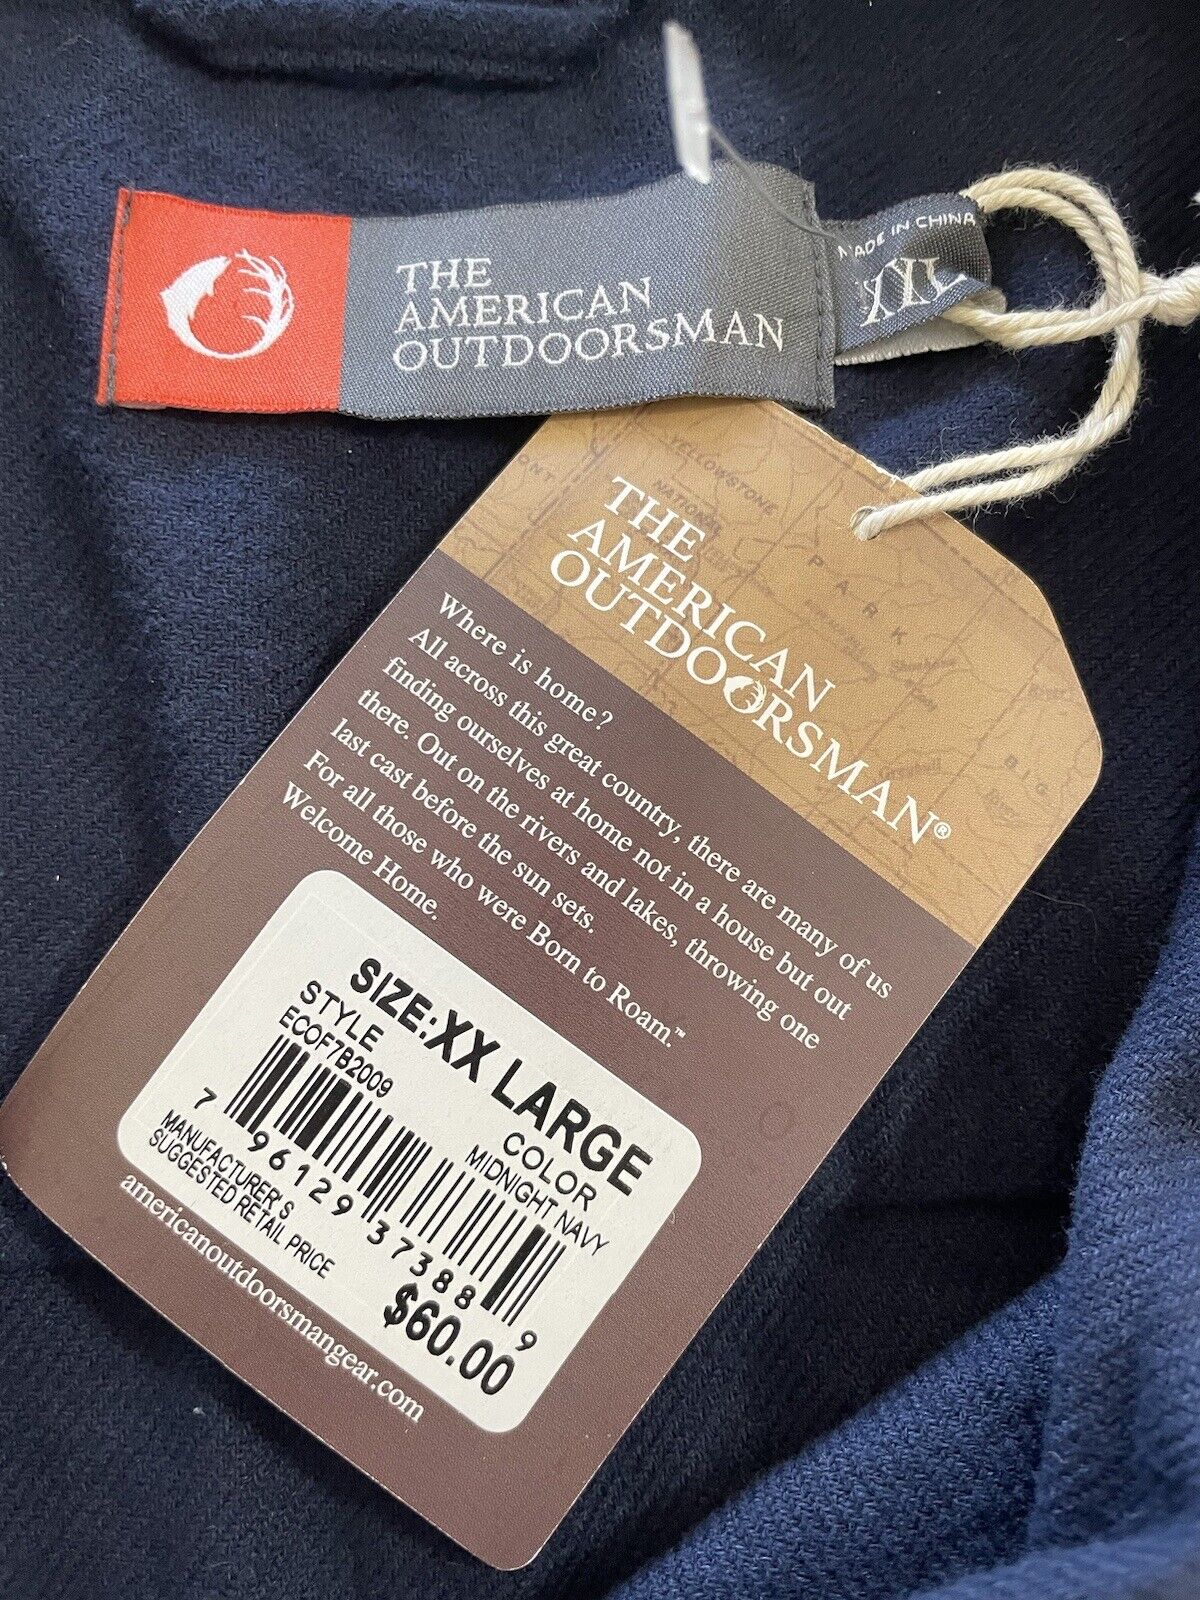 THE
AMERICAN
OUTDOORSMAN
MADE IN CHINA
XXL
YELLOWSTONE
NATIONAL
PARK
BIG
THE
AMERICAN
OUTDOORSMAN®
Where is home?
All across this great country, there are many of us
finding ourselves at home not in a house but out
there. Out on the rivers and lakes, throwing one
last cast before the sun sets.
For all those who were Born to Roam.™
Welcome Home.
SIZE:XX LARGE
STYLE COLOR
ECOF7B2009 MIDNIGHT NAVY
7 96129 37388 9
MANUFACTURER'S
SUGGESTED RETAIL PRICE $60.00
americanoutdoorsmangear.com